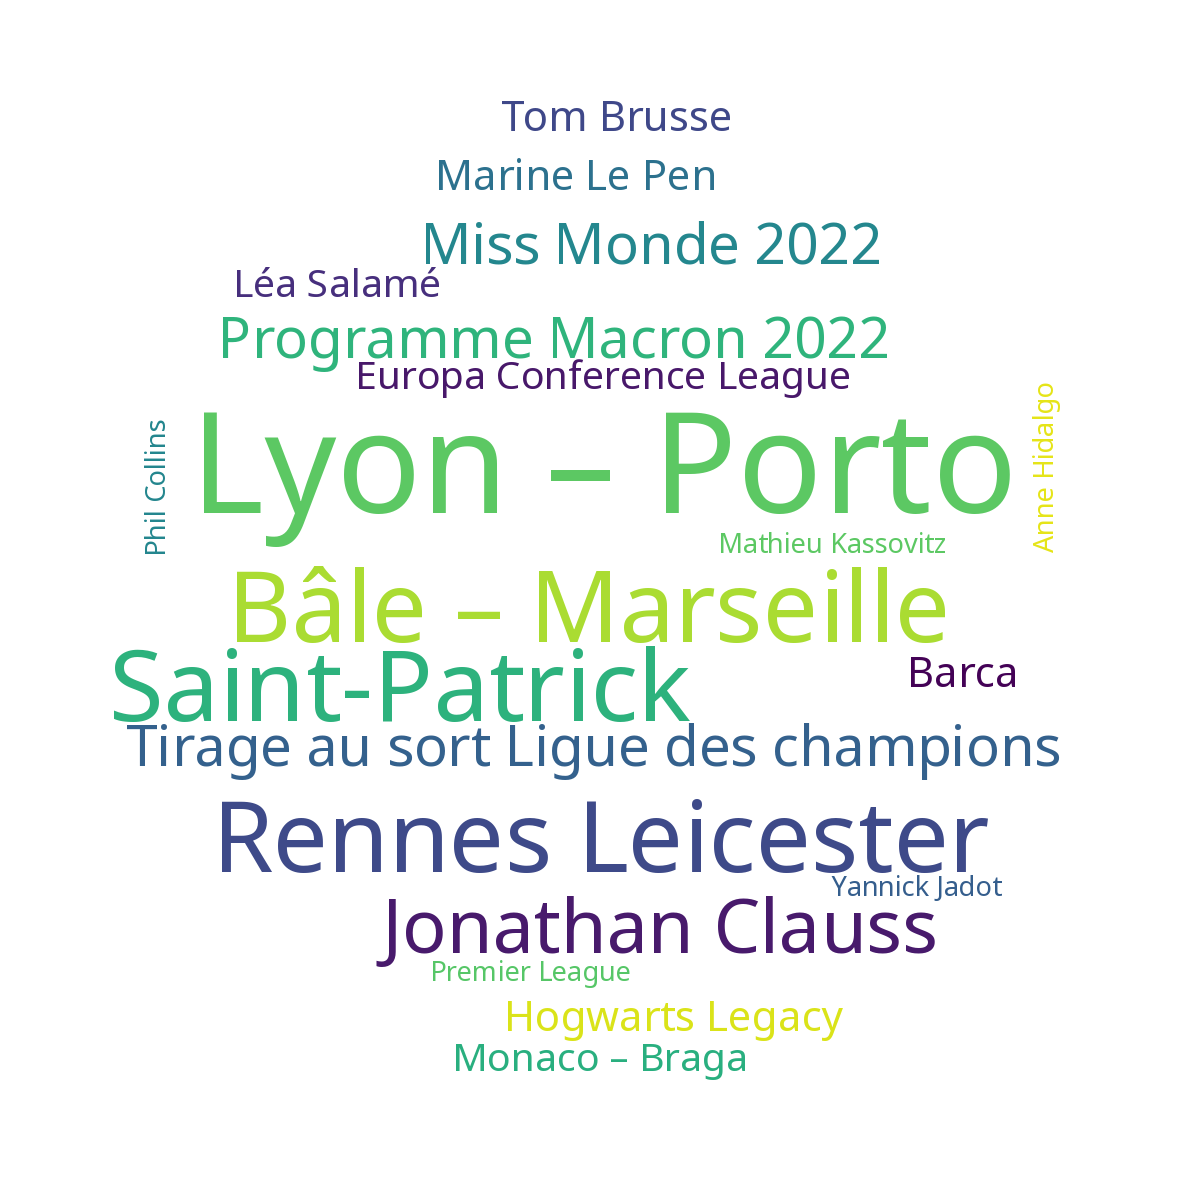 Tom Brusse
Marine Le Pen
Miss Monde 2022
Léa Salamé
Programme Macron 2022
Europa Conference League
Lyon – Porto
Phil Collins
Anne Hidalgo
Mathieu Kassovitz
Bâle – Marseille
Saint-Patrick
Barca
Tirage au sort Ligue des champions
Rennes Leicester
Yannick Jadot
Jonathan Clauss
Premier League
Hogwarts Legacy
Monaco – Braga